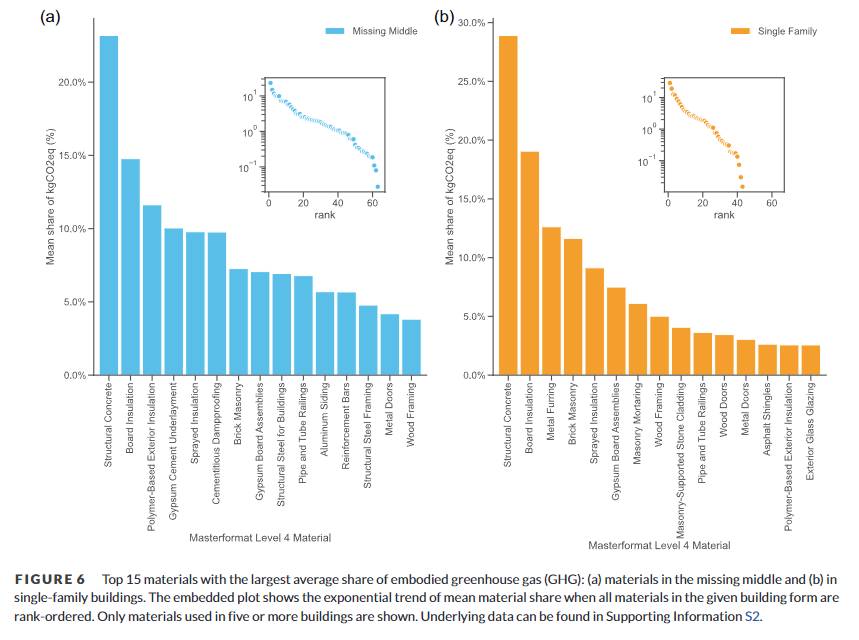 (a)
Missing Middle
20.0%
15.0%
10.0%
5.0%
0.0%
Mean share of kgCO2eq (%)
10¹
10⁰
10⁻¹
0 20 40 60
rank
Structural Concrete
Board Insulation
Polymer-Based Exterior Insulation
Gypsum Cement Underlayment
Sprayed Insulation
Cementitious Dampproofing
Brick Masonry
Gypsum Board Assemblies
Structural Steel for Buildings
Pipe and Tube Railings
Aluminum Siding
Reinforcement Bars
Structural Steel Framing
Metal Doors
Wood Framing
Masterformat Level 4 Material
(b)
Single Family
30.0%
25.0%
20.0%
15.0%
10.0%
5.0%
0.0%
Mean share of kgCO2eq (%)
10¹
10⁰
10⁻¹
0 20 40 60
rank
Structural Concrete
Board Insulation
Metal Furring
Brick Masonry
Sprayed Insulation
Gypsum Board Assemblies
Masonry Mortaring
Wood Framing
Masonry-Supported Stone Cladding
Pipe and Tube Railings
Wood Doors
Metal Doors
Asphalt Shingles
Polymer-Based Exterior Insulation
Exterior Glass Glazing
Masterformat Level 4 Material
FIGURE 6 Top 15 materials with the largest average share of embodied greenhouse gas (GHG): (a) materials in the missing middle and (b) in
single-family buildings. The embedded plot shows the exponential trend of mean material share when all materials in the given building form are
rank-ordered. Only materials used in five or more buildings are shown. Underlying data can be found in Supporting Information S2.